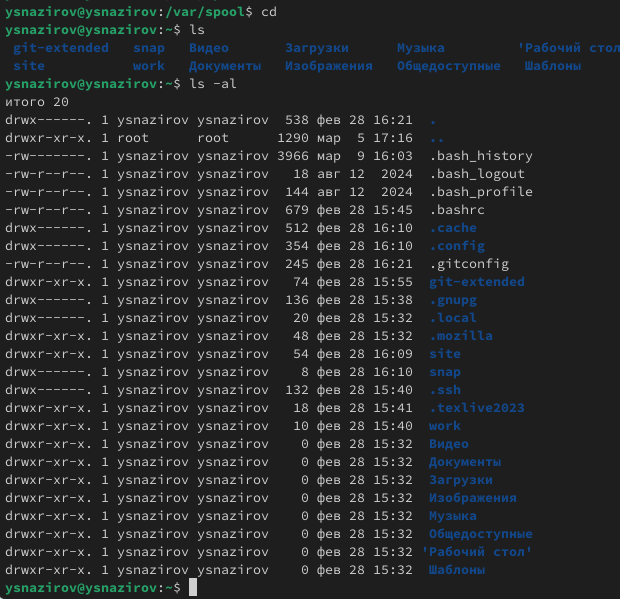 ysnazirov@ysnazirov:/var/spool$ cd
ysnazirov@ysnazirov:~$ ls
git-extended snap Видео Загрузки Музыка 'Рабочий стол
site work Документы Изображения Общедоступные Шаблоны
ysnazirov@ysnazirov:~$ ls -al
итого 20
drwx------. 1 ysnazirov ysnazirov 538 фев 28 16:21 .
drwxr-xr-x. 1 root root 1290 мар 5 17:16 ..
-rw-------. 1 ysnazirov ysnazirov 3966 мар 9 16:03 .bash_history
-rw-r--r--. 1 ysnazirov ysnazirov 18 авг 12 2024 .bash_logout
-rw-r--r--. 1 ysnazirov ysnazirov 144 авг 12 2024 .bash_profile
-rw-r--r--. 1 ysnazirov ysnazirov 679 фев 28 15:45 .bashrc
drwx------. 1 ysnazirov ysnazirov 512 фев 28 16:10 .cache
drwx------. 1 ysnazirov ysnazirov 354 фев 28 16:10 .config
-rw-r--r--. 1 ysnazirov ysnazirov 245 фев 28 16:21 .gitconfig
drwxr-xr-x. 1 ysnazirov ysnazirov 74 фев 28 15:55 git-extended
drwx------. 1 ysnazirov ysnazirov 136 фев 28 15:38 .gnupg
drwx------. 1 ysnazirov ysnazirov 20 фев 28 15:32 .local
drwxr-xr-x. 1 ysnazirov ysnazirov 48 фев 28 15:32 .mozilla
drwxr-xr-x. 1 ysnazirov ysnazirov 54 фев 28 16:09 site
drwx------. 1 ysnazirov ysnazirov 8 фев 28 16:10 snap
drwx------. 1 ysnazirov ysnazirov 132 фев 28 15:40 .ssh
drwxr-xr-x. 1 ysnazirov ysnazirov 18 фев 28 15:41 .texlive2023
drwxr-xr-x. 1 ysnazirov ysnazirov 10 фев 28 15:40 work
drwxr-xr-x. 1 ysnazirov ysnazirov 0 фев 28 15:32 Видео
drwxr-xr-x. 1 ysnazirov ysnazirov 0 фев 28 15:32 Документы
drwxr-xr-x. 1 ysnazirov ysnazirov 0 фев 28 15:32 Загрузки
drwxr-xr-x. 1 ysnazirov ysnazirov 0 фев 28 15:32 Изображения
drwxr-xr-x. 1 ysnazirov ysnazirov 0 фев 28 15:32 Музыка
drwxr-xr-x. 1 ysnazirov ysnazirov 0 фев 28 15:32 Общедоступные
drwxr-xr-x. 1 ysnazirov ysnazirov 0 фев 28 15:32 'Рабочий стол'
drwxr-xr-x. 1 ysnazirov ysnazirov 0 фев 28 15:32 Шаблоны
ysnazirov@ysnazirov:~$